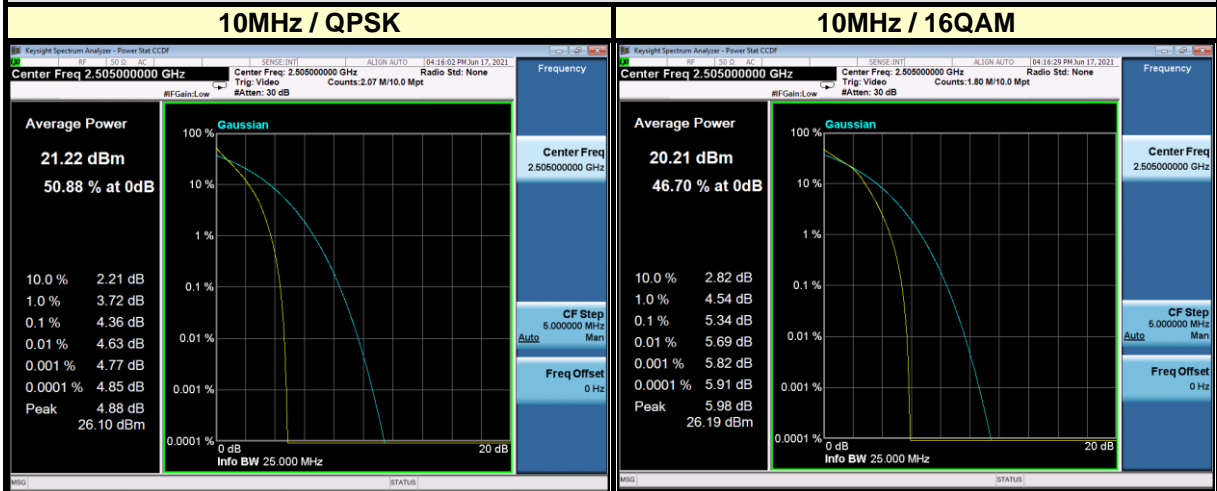 10MHz / QPSK
Keysight Spectrum Analyzer - Power Stat CCDF
RF 50 Ω AC SENSE:INT ALIGN AUTO 04:16:02 PM Jun 17, 2021
Center Freq 2.505000000 GHz
Center Freq: 2.505000000 GHz Radio Std: None
Trig: Video Counts:2.07 M/10.0 Mpt
#IFGain:Low #Atten: 30 dB
Frequency
Average Power
21.22 dBm
50.88 % at 0dB
10.0 % 2.21 dB
1.0 % 3.72 dB
0.1 % 4.36 dB
0.01 % 4.63 dB
0.001 % 4.77 dB
0.0001 % 4.85 dB
Peak 4.88 dB
26.10 dBm
Gaussian
100 %
10 %
1 %
0.1 %
0.01 %
0.001 %
0.0001 %
0 dB 20 dB
Info BW 25.000 MHz
Center Freq
2.505000000 GHz
CF Step
5.000000 MHz
Auto Man
Freq Offset
0 Hz
MSG STATUS
10MHz / 16QAM
Keysight Spectrum Analyzer - Power Stat CCDF
RF 50 Ω AC SENSE:INT ALIGN AUTO 04:16:29 PM Jun 17, 2021
Center Freq 2.505000000 GHz
Center Freq: 2.505000000 GHz Radio Std: None
Trig: Video Counts:1.80 M/10.0 Mpt
#IFGain:Low #Atten: 30 dB
Frequency
Average Power
20.21 dBm
46.70 % at 0dB
10.0 % 2.82 dB
1.0 % 4.54 dB
0.1 % 5.34 dB
0.01 % 5.69 dB
0.001 % 5.82 dB
0.0001 % 5.91 dB
Peak 5.98 dB
26.19 dBm
Gaussian
100 %
10 %
1 %
0.1 %
0.01 %
0.001 %
0.0001 %
0 dB 20 dB
Info BW 25.000 MHz
Center Freq
2.505000000 GHz
CF Step
5.000000 MHz
Auto Man
Freq Offset
0 Hz
MSG STATUS